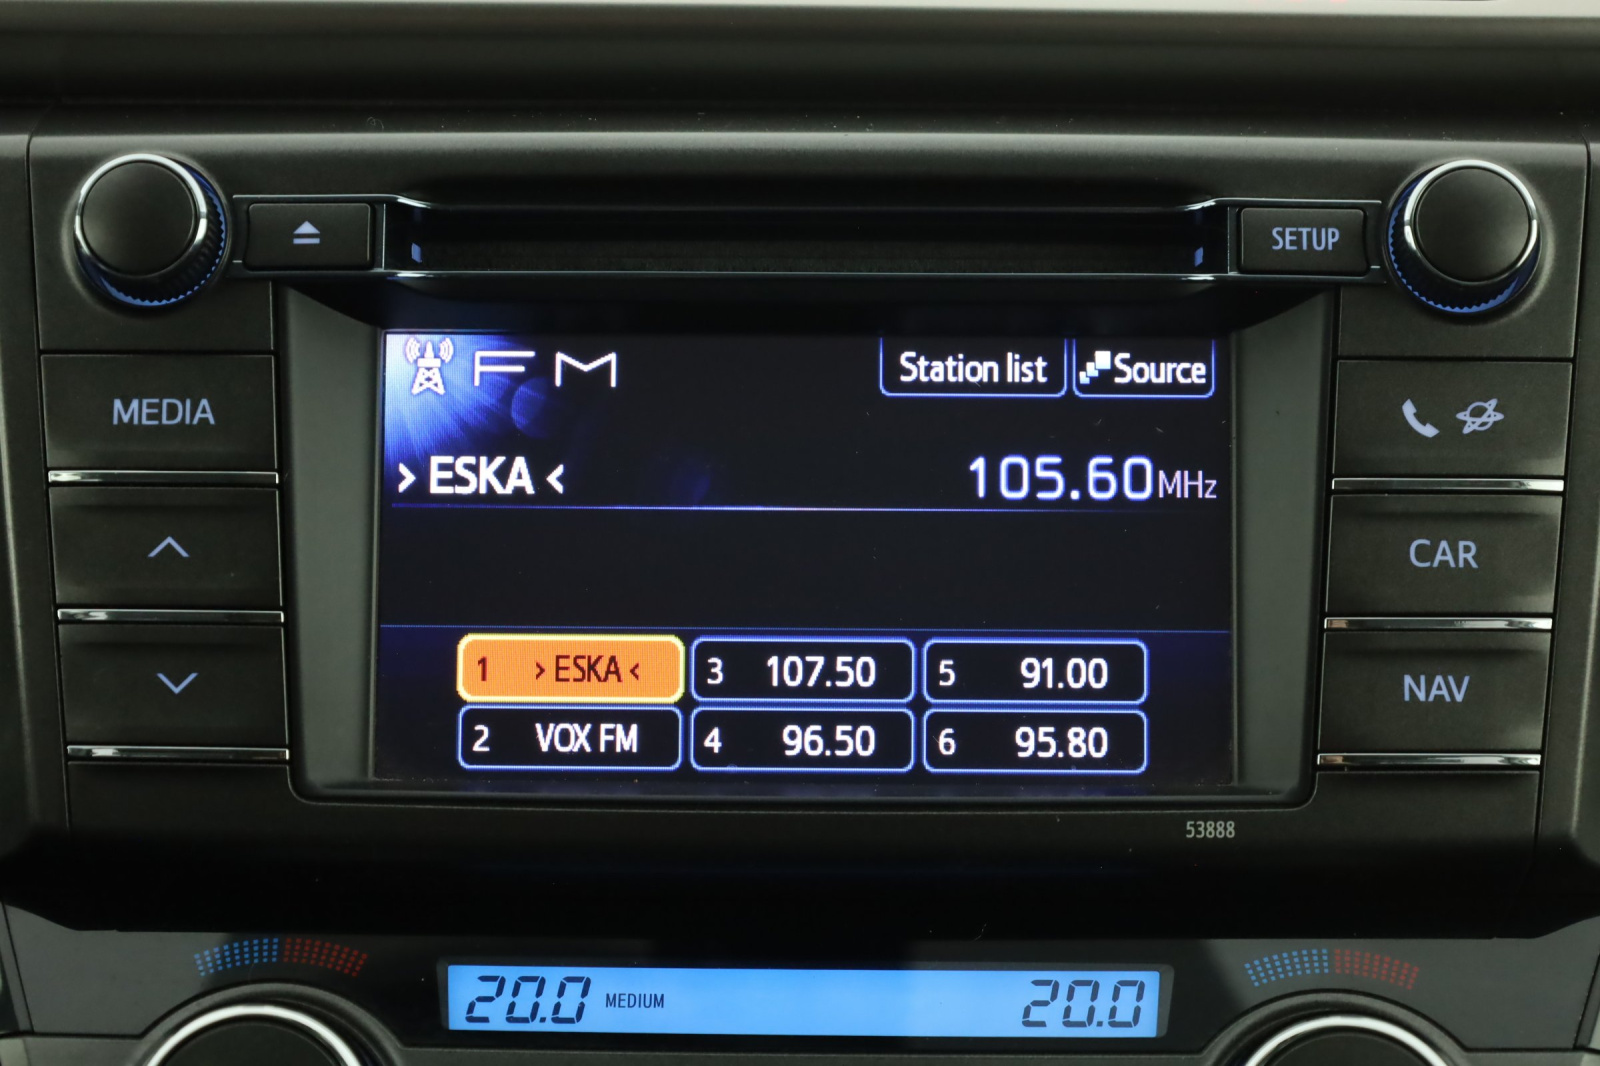 SETUP
MEDIA
FM
Station list
Source
> ESKA <
105.60MHz
1 > ESKA <
3 107.50
5 91.00
2 VOX FM
4 96.50
6 95.80
CAR
NAV
53888
20.0 MEDIUM 20.0